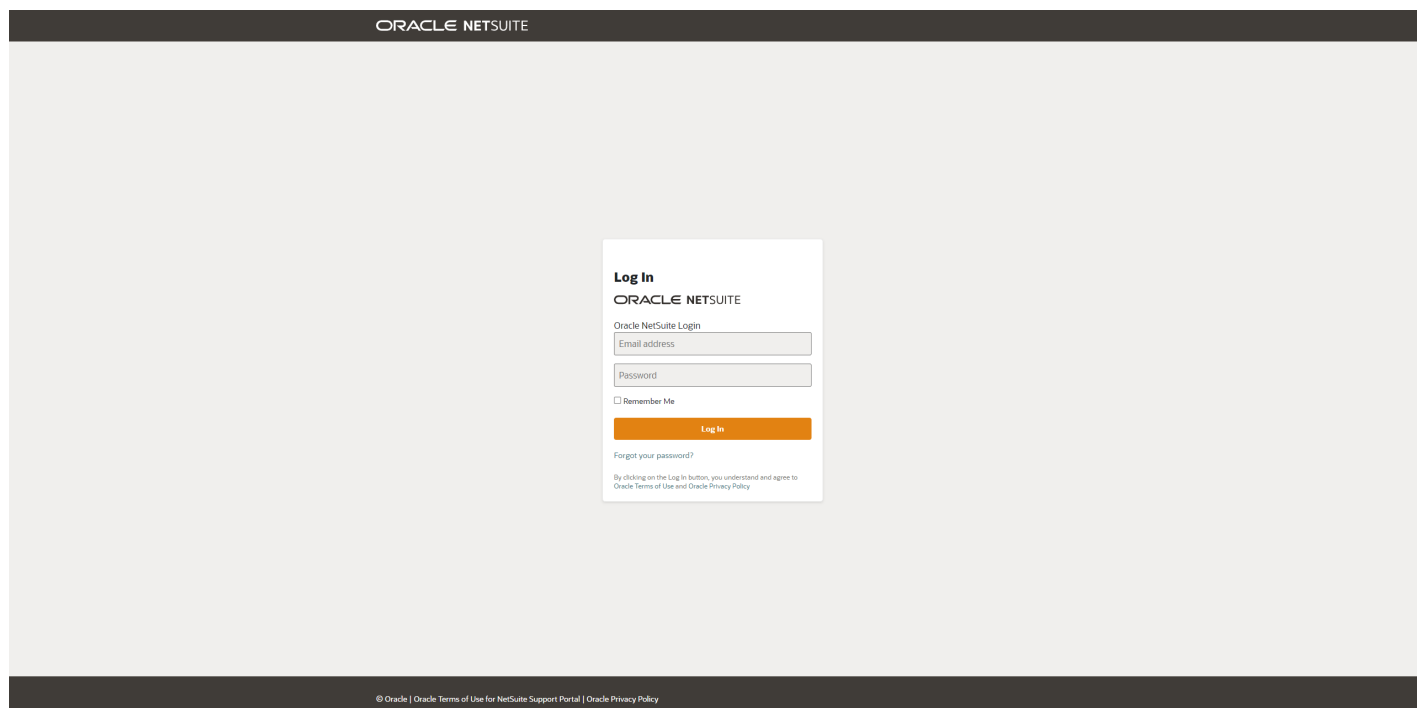 ORACLE NETSUITE
Log In
ORACLE NETSUITE
Oracle NetSuite Login
Email address
Password
Remember Me
Log In
Forgot your password?
By clicking on the Log In button, you understand and agree to
Oracle Terms of Use and Oracle Privacy Policy
© Oracle | Oracle Terms of Use for NetSuite Support Portal | Oracle Privacy Policy